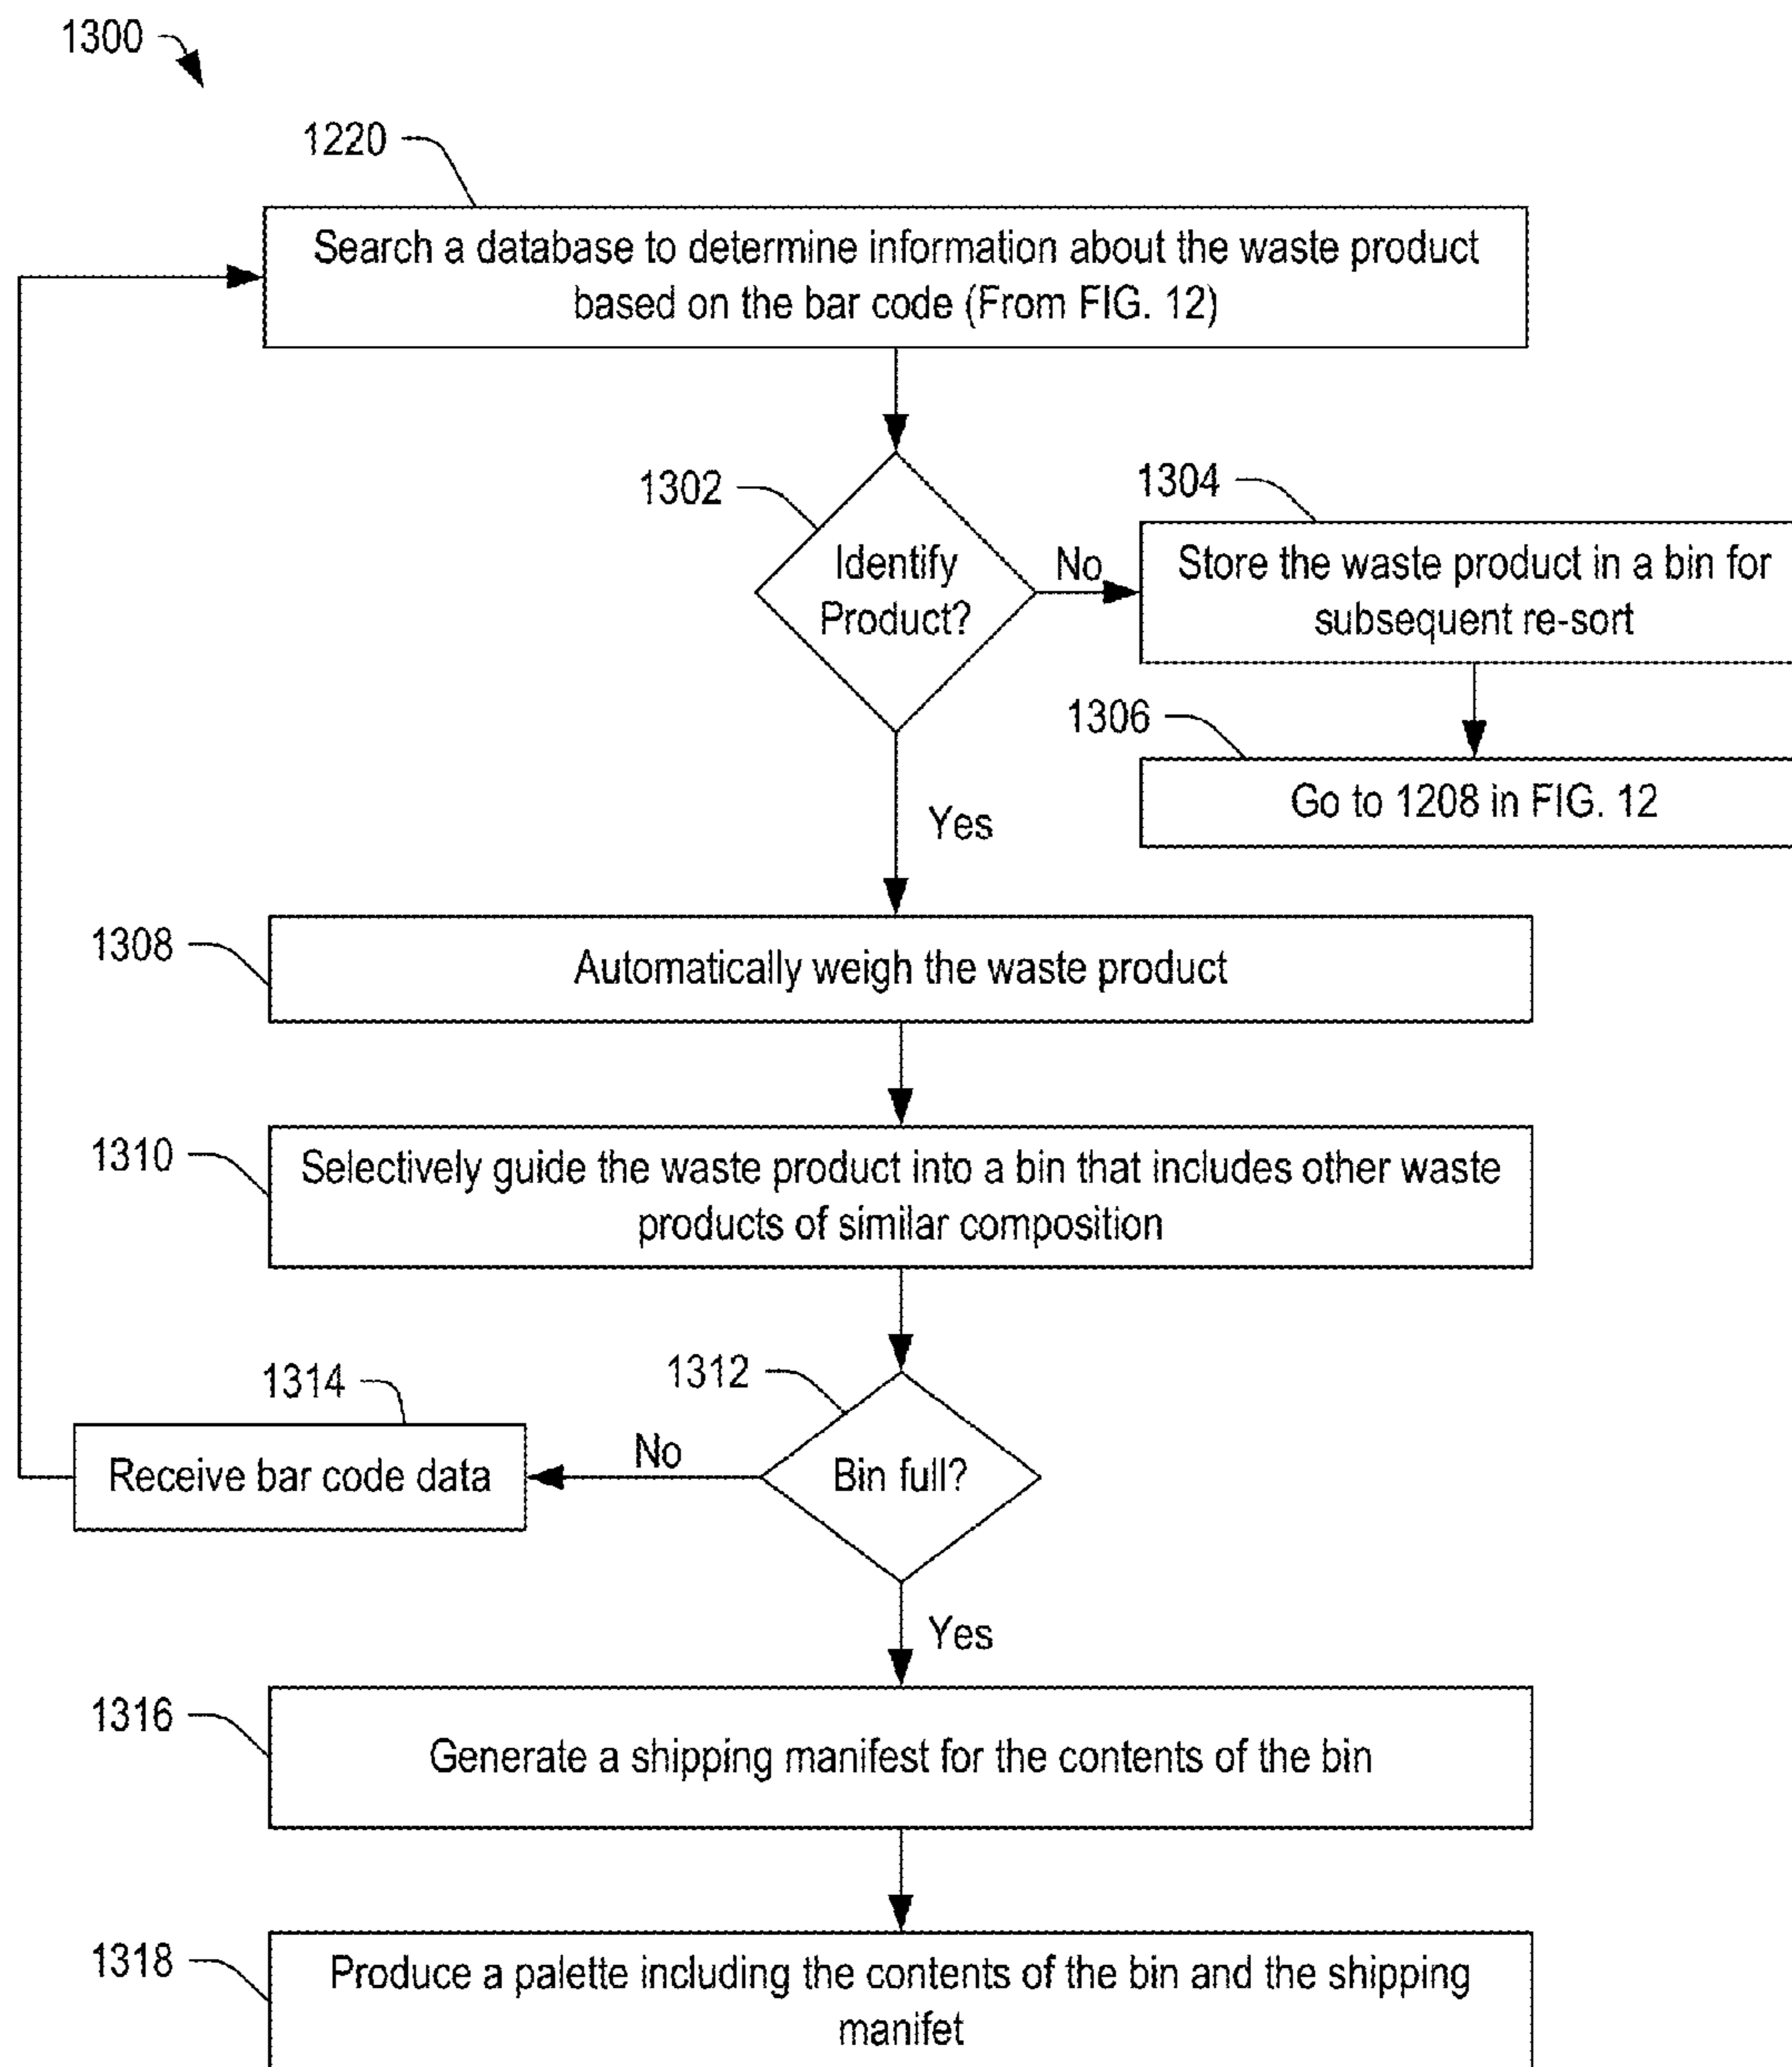 1300
1220
Search a database to determine information about the waste product
based on the bar code (From FIG. 12)
1302
Identify
Product?
No
1304
Store the waste product in a bin for
subsequent re-sort
1306
Go to 1208 in FIG. 12
Yes
1308
Automatically weigh the waste product
1310
Selectively guide the waste product into a bin that includes other waste
products of similar composition
1312
Bin full?
No
1314
Receive bar code data
Yes
1316
Generate a shipping manifest for the contents of the bin
1318
Produce a palette including the contents of the bin and the shipping
manifet